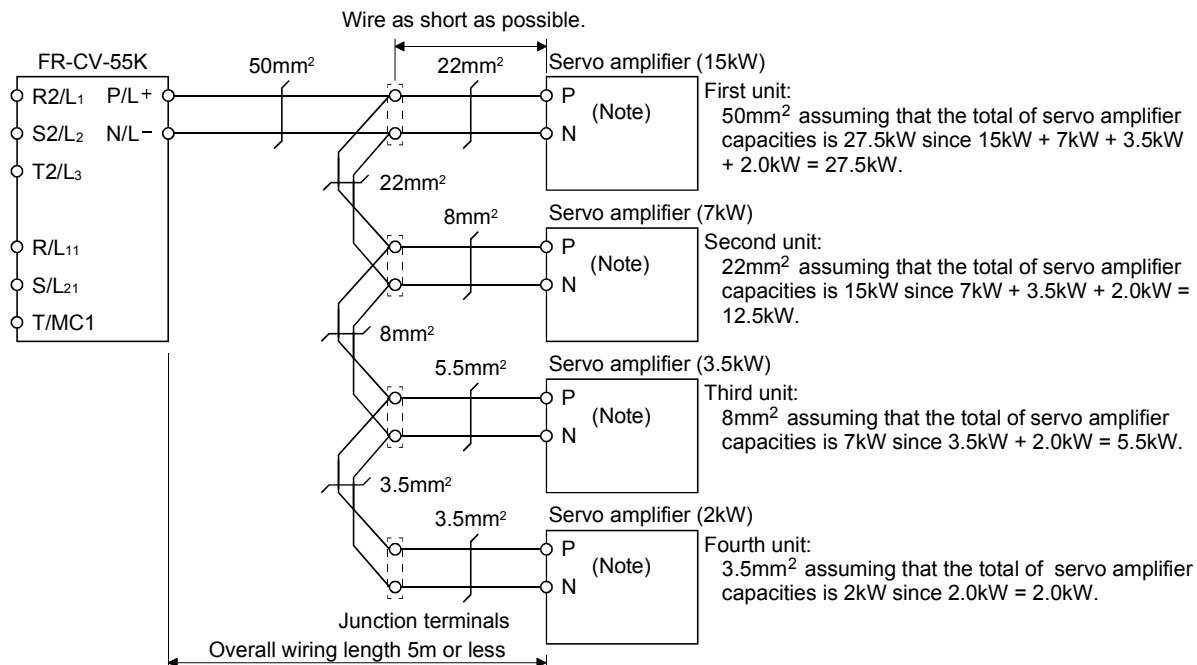 Wire as short as possible.
FR-CV-55K
50mm²
22mm²
Servo amplifier (15kW)
R2/L1 P/L+
S2/L2 N/L−
T2/L3
R/L11
S/L21
T/MC1
P
(Note)
N
First unit:
50mm² assuming that the total of servo amplifier
capacities is 27.5kW since 15kW + 7kW + 3.5kW
+ 2.0kW = 27.5kW.
22mm²
8mm²
Servo amplifier (7kW)
P
(Note)
N
Second unit:
22mm² assuming that the total of servo amplifier
capacities is 15kW since 7kW + 3.5kW + 2.0kW =
12.5kW.
8mm²
5.5mm²
Servo amplifier (3.5kW)
P
(Note)
N
Third unit:
8mm² assuming that the total of servo amplifier
capacities is 7kW since 3.5kW + 2.0kW = 5.5kW.
3.5mm²
3.5mm²
Servo amplifier (2kW)
P
(Note)
N
Fourth unit:
3.5mm² assuming that the total of servo amplifier
capacities is 2kW since 2.0kW = 2.0kW.
Junction terminals
Overall wiring length 5m or less